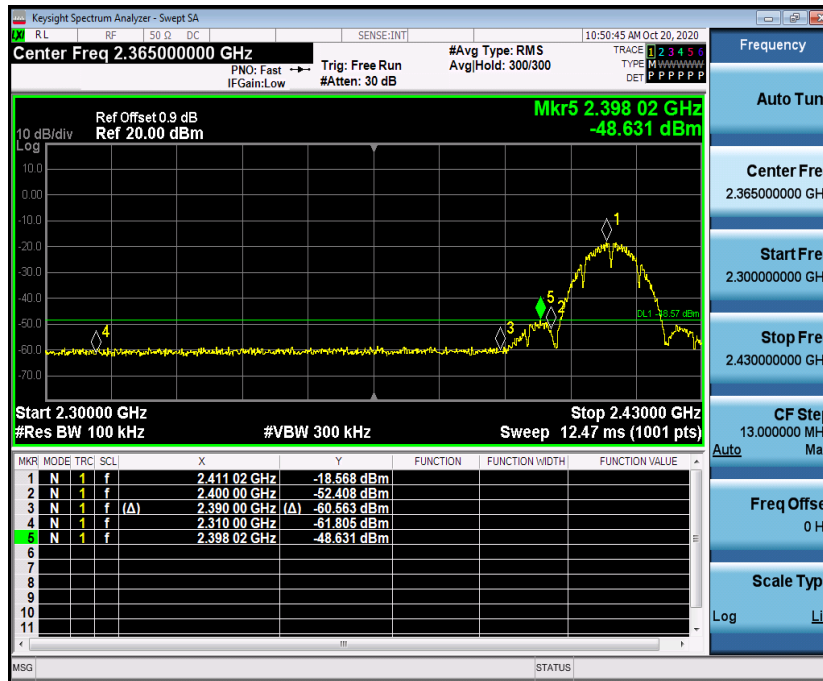 Keysight Spectrum Analyzer - Swept SA
LXI RL RF 50 Ω DC SENSE:INT 10:50:45 AM Oct 20, 2020
Center Freq 2.365000000 GHz
PNO: Fast
IFGain:Low
Trig: Free Run
#Atten: 30 dB
#Avg Type: RMS
Avg|Hold: 300/300
TRACE 1 2 3 4 5 6
TYPE M W W W W W
DET P P P P P P
Ref Offset 0.9 dB
Ref 20.00 dBm
10 dB/div
Log
Mkr5 2.398 02 GHz
-48.631 dBm
10.0
0.00
-10.0
-20.0
-30.0
-40.0
-50.0
-60.0
-70.0
1
5
2
3
4
DL1 -48.57 dBm
Start 2.30000 GHz Stop 2.43000 GHz
#Res BW 100 kHz #VBW 300 kHz Sweep 12.47 ms (1001 pts)
MKR MODE TRC SCL X Y FUNCTION FUNCTION WIDTH FUNCTION VALUE
1 N 1 f 2.411 02 GHz -18.568 dBm
2 N 1 f 2.400 00 GHz -52.408 dBm
3 N 1 f (Δ) 2.390 00 GHz (Δ) -60.563 dBm
4 N 1 f 2.310 00 GHz -61.805 dBm
5 N 1 f 2.398 02 GHz -48.631 dBm
6
7
8
9
10
11
MSG STATUS
Frequency
Auto Tun
Center Fre
2.365000000 GH
Start Fre
2.300000000 GH
Stop Fre
2.430000000 GH
CF Step
13.000000 MH
Auto Ma
Freq Offse
0 H
Scale Typ
Log Li